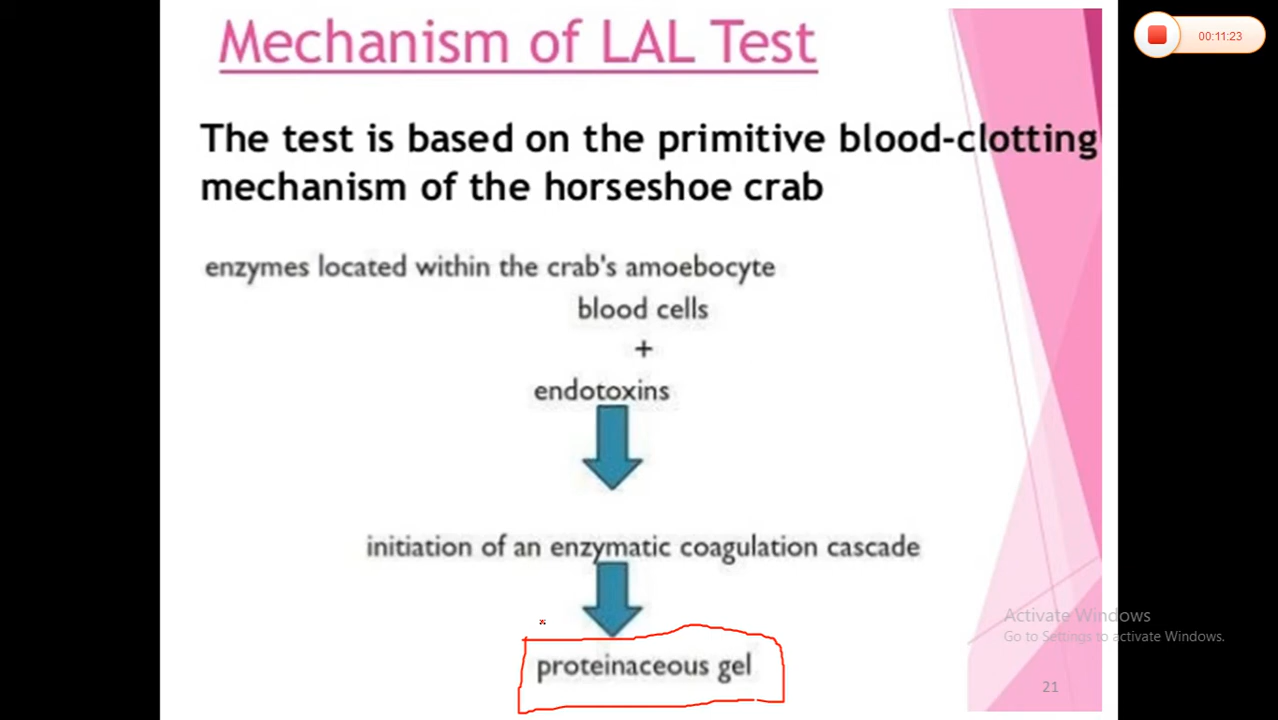 Mechanism of LAL Test
00:11:23
The test is based on the primitive blood-clotting
mechanism of the horseshoe crab
enzymes located within the crab's amoebocyte
blood cells
+
endotoxins
initiation of an enzymatic coagulation cascade
Activate Windows
Go to Settings to activate Windows.
proteinaceous gel
21